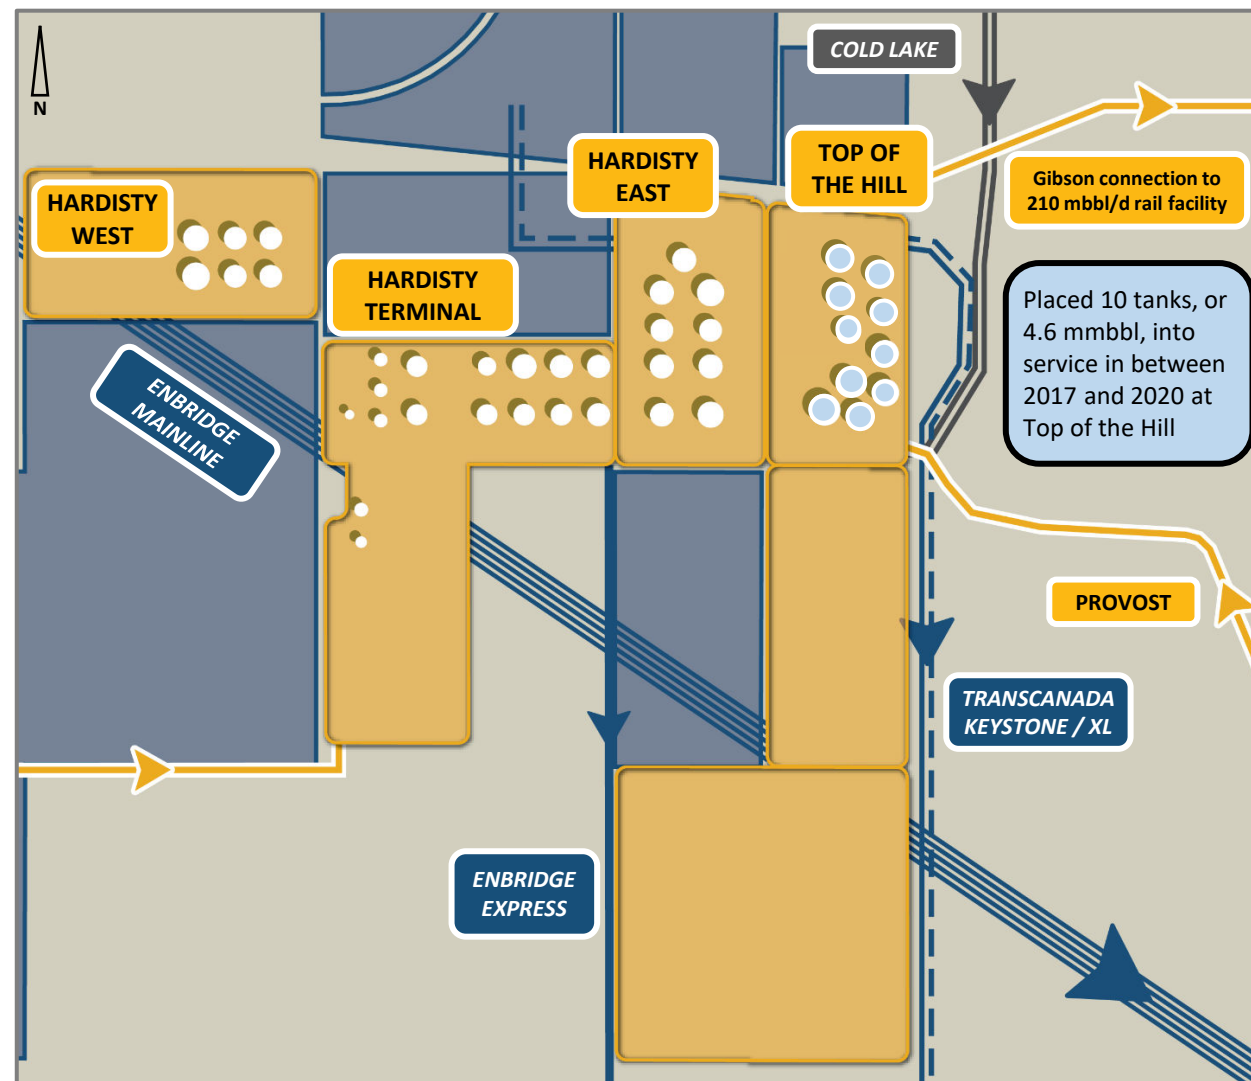 COLD LAKE
N
HARDISTY
EAST
TOP OF
THE HILL
Gibson connection to
210 mbbl/d rail facility
HARDISTY
WEST
HARDISTY
TERMINAL
Placed 10 tanks, or
4.6 mmbbl, into
service in between
2017 and 2020 at
Top of the Hill
ENBRIDGE
MAINLINE
PROVOST
TRANSCANADA
KEYSTONE / XL
ENBRIDGE
EXPRESS